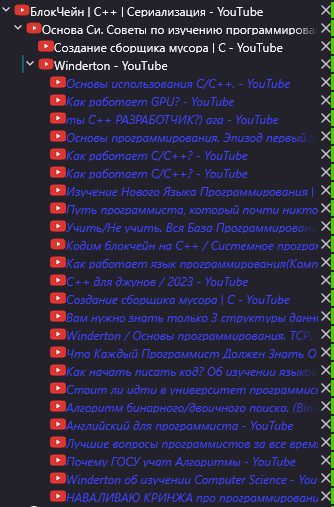 БлокЧейн | C++ | Сериализация - YouTube
Основа Си. Советы по изучению программирова
Создание сборщика мусора | C - YouTube
Winderton - YouTube
Основы использования C/C++. - YouTube
Как работает GPU? - YouTube
ты C++ РАЗРАБОТЧИК?) ага - YouTube
Основы программирования. Эпизод первый.
Как работает C/C++? - YouTube
Как работает C/C++? - YouTube
Изучение Нового Языка Программирования |
Путь программиста, который почти никто
Учить/Не учить. Вся База Программирован
Кодим блокчейн на C++ / Системное програм
Как работает язык программирования(Комп
C++ для джунов / 2023 - YouTube
Создание сборщика мусора | C - YouTube
Вам нужно знать только 3 структуры данн
Winderton / Основы программирования. TCP/
Что Каждый Программист Должен Знать О
Как начать писать код? Об изучении языко
Стоит ли идти в университет программис
Алгоритм бинарного/двоичного поиска. (Bin
Английский для программиста - YouTube
Лучшие вопросы программистов за все врем
Почему ГОСУ учат Алгоритмы - YouTube
Winderton об изучении Computer Science - You
НАВАЛИВАЮ КРИНЖА про программирован